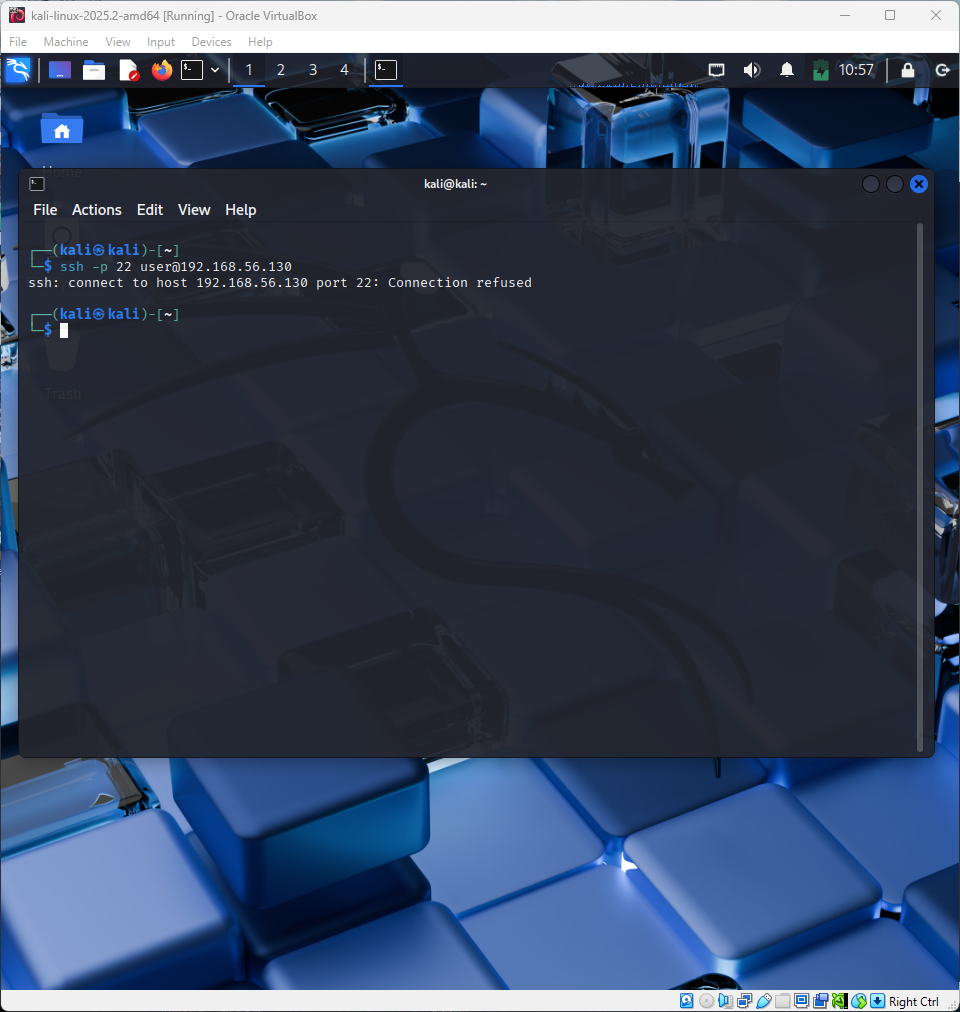 kali-linux-2025.2-amd64 [Running] - Oracle VirtualBox
File Machine View Input Devices Help
1 2 3 4 10:57
Home
kali@kali: ~
File Actions Edit View Help
┌──(kali㉿kali)-[~]
└─$ ssh -p 22 user@192.168.56.130
ssh: connect to host 192.168.56.130 port 22: Connection refused
┌──(kali㉿kali)-[~]
└─$
Trash
Right Ctrl